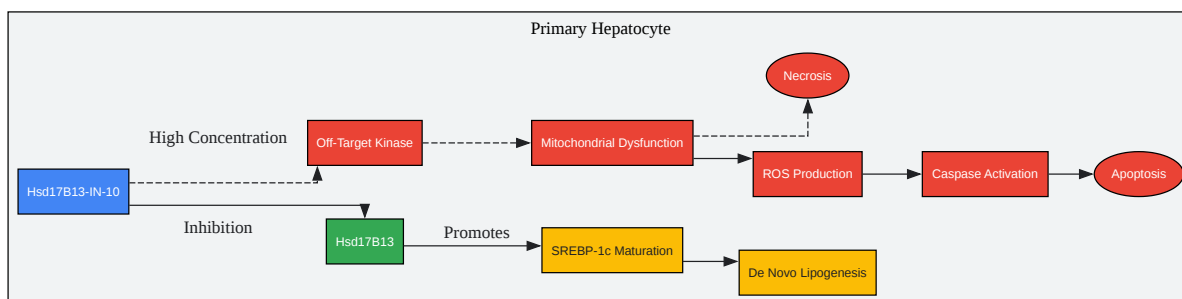 Primary Hepatocyte
Necrosis
High Concentration
Off-Target Kinase
Mitochondrial Dysfunction
ROS Production
Caspase Activation
Apoptosis
Hsd17B13-IN-10
Inhibition
Hsd17B13
Promotes
SREBP-1c Maturation
De Novo Lipogenesis